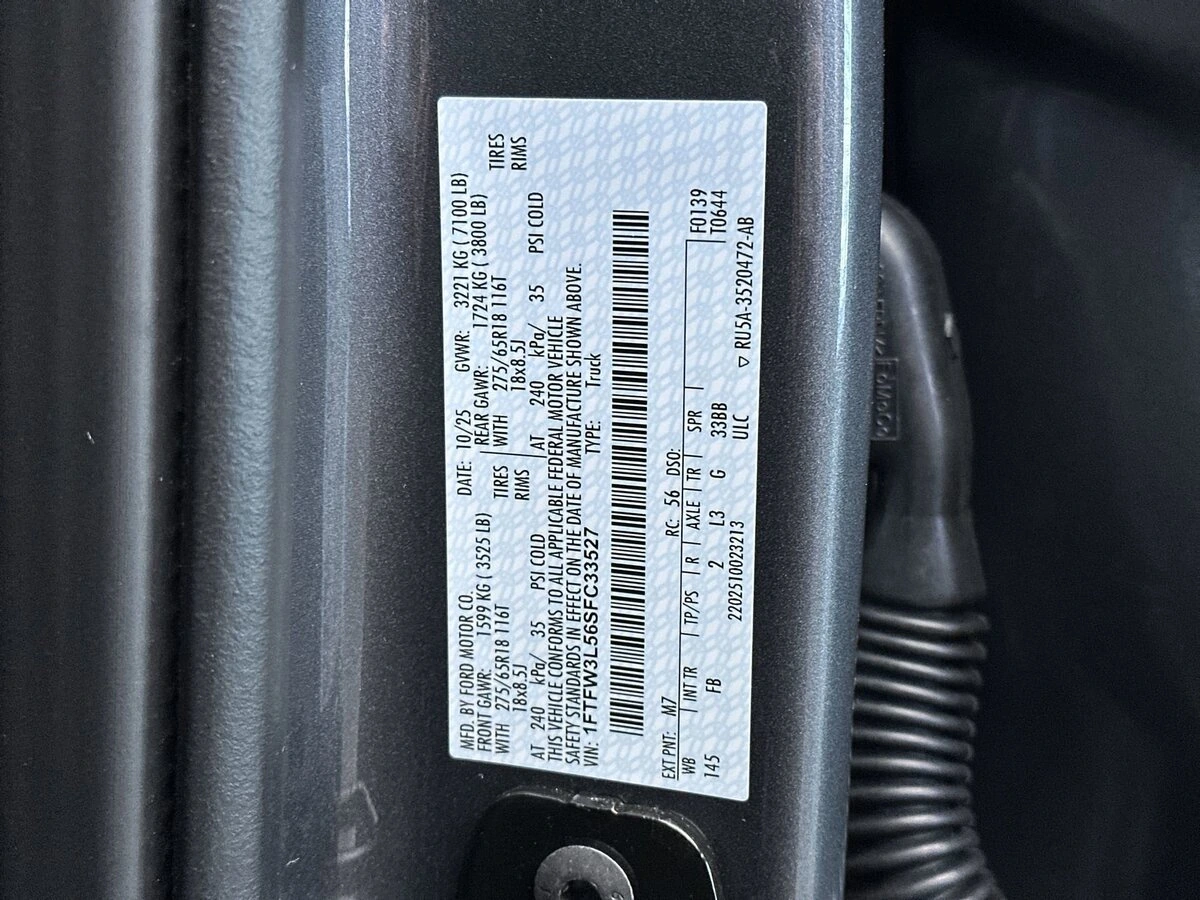 MFD. BY FORD MOTOR CO. DATE: 10/25 GVWR: 3221 KG ( 7100 LB)
FRONT GAWR: 1599 KG ( 3525 LB) REAR GAWR: 1724 KG ( 3800 LB)
WITH 275/65R18 116T TIRES WITH 275/65R18 116T TIRES
18x8.5J RIMS 18x8.5J RIMS
AT 240 kPa/ 35 PSI COLD AT 240 kPa/ 35 PSI COLD
THIS VEHICLE CONFORMS TO ALL APPLICABLE FEDERAL MOTOR VEHICLE
SAFETY STANDARDS IN EFFECT ON THE DATE OF MANUFACTURE SHOWN ABOVE.
VIN: 1FTFW3L56SFC33527 TYPE: Truck
EXT PNT: M7 RC: 56 DSO:
WB INT TR TP/PS R AXLE TR SPR F0139
145 FB 2 L3 G 33BB T0644
2202510023213 ULC
▽ RU5A-3520472-AB
FoMoCo